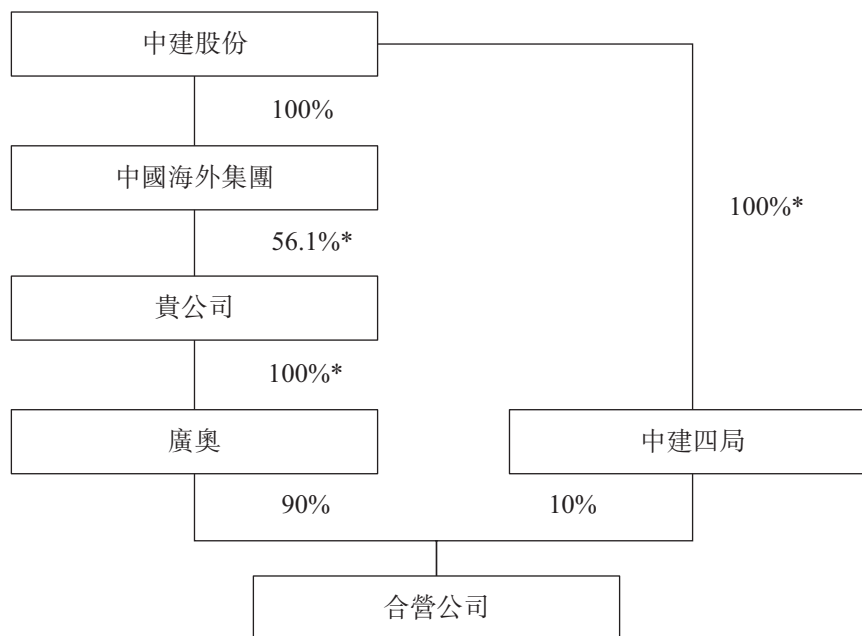 中建股份
100%
中國海外集團
100%*
56.1%*
貴公司
100%*
廣奧
中建四局
90%
10%
合營公司